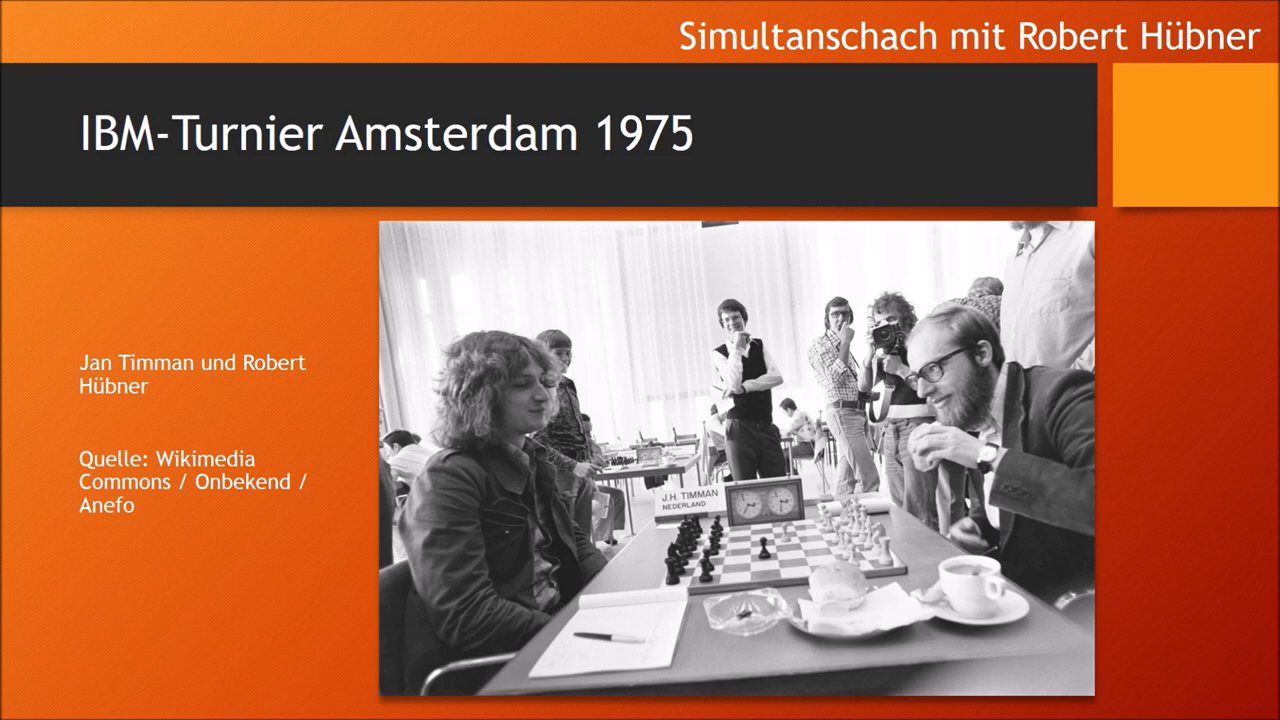 Simultanschach mit Robert Hübner
IBM-Turnier Amsterdam 1975
Jan Timman und Robert
Hübner
Quelle: Wikimedia
Commons / Onbekend /
Anefo
J.H. TIMMAN
NEDERLAND